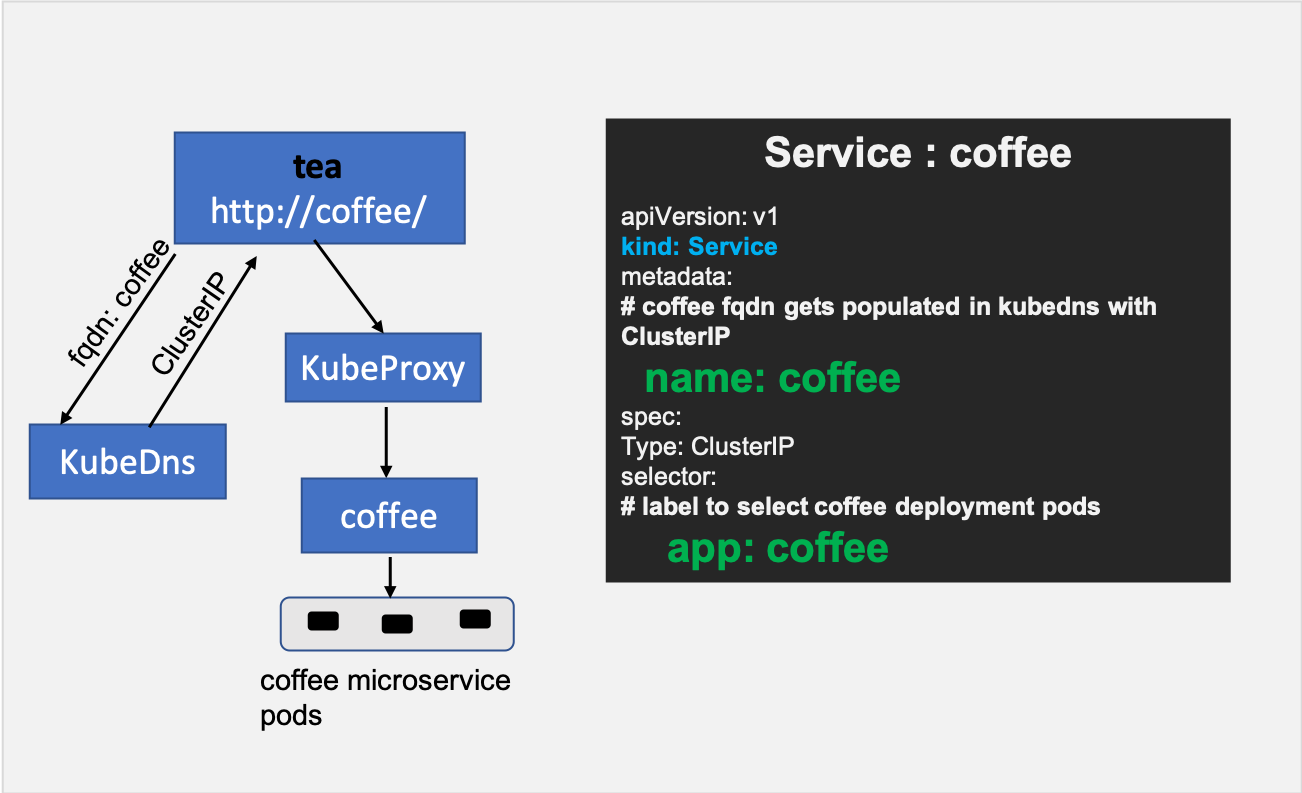 tea
http://coffee/
fqdn: coffee
ClusterIP
KubeProxy
KubeDns
coffee
coffee microservice
pods
Service : coffee
apiVersion: v1
kind: Service
metadata:
# coffee fqdn gets populated in kubedns with
ClusterIP
name: coffee
spec:
Type: ClusterIP
selector:
# label to select coffee deployment pods
app: coffee